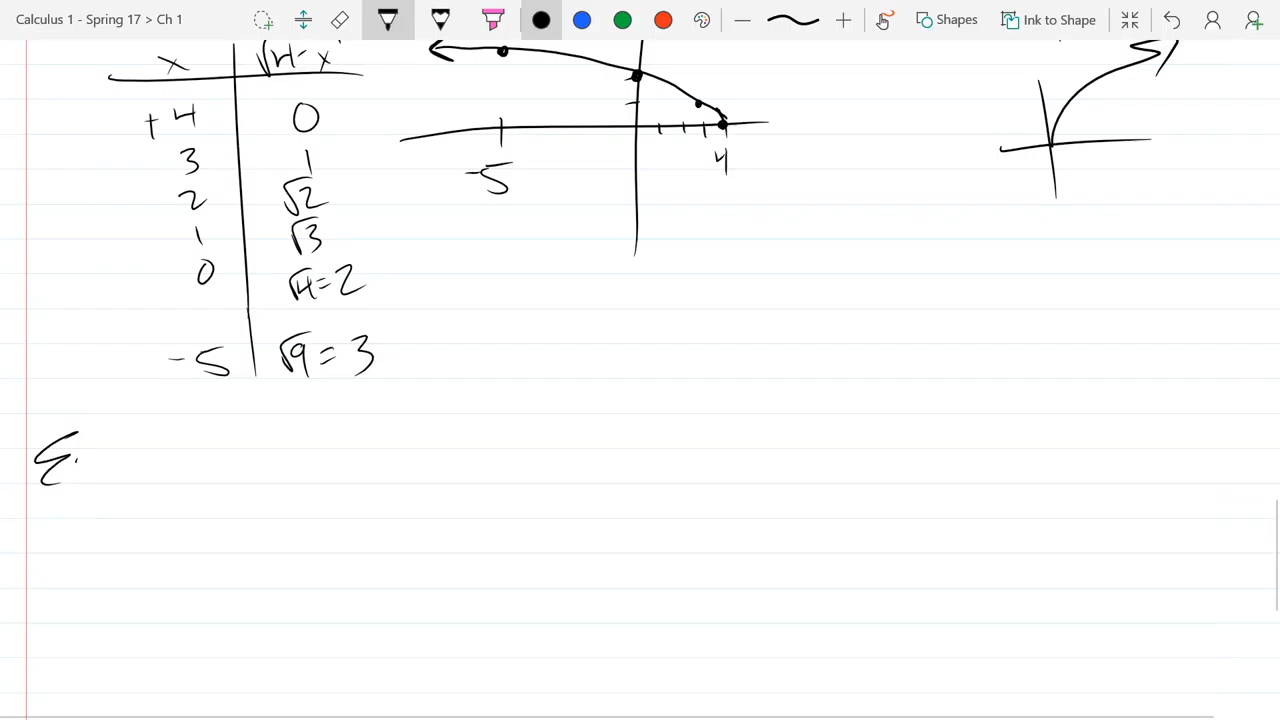 Calculus 1 - Spring 17 > Ch 1
Shapes
Ink to Shape
x √4-x
+4 0
3 1
2 √2
1 √3
0 √4=2
-5 √9=3
-5
4